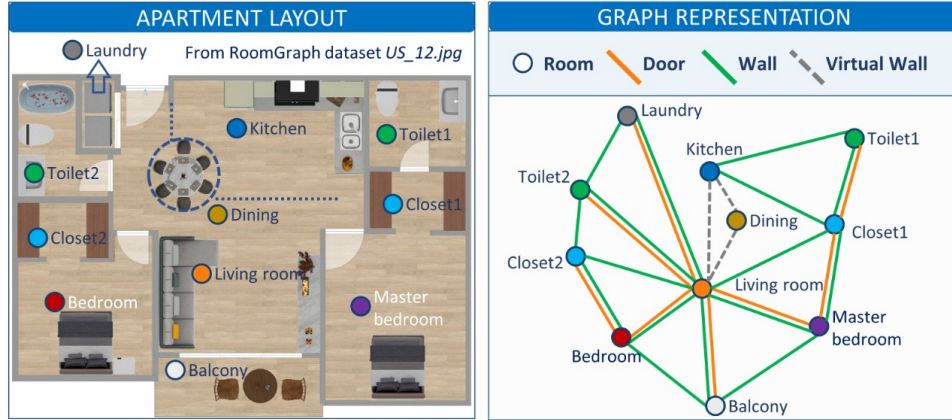 APARTMENT LAYOUT
Laundry
From RoomGraph dataset US_12.jpg
Kitchen
Toilet1
Toilet2
Dining
Closet1
Closet2
Living room
Bedroom
Master
bedroom
Balcony
GRAPH REPRESENTATION
Room
Door
Wall
Virtual Wall
Laundry
Kitchen
Toilet1
Toilet2
Dining
Closet1
Closet2
Living room
Master
bedroom
Bedroom
Balcony